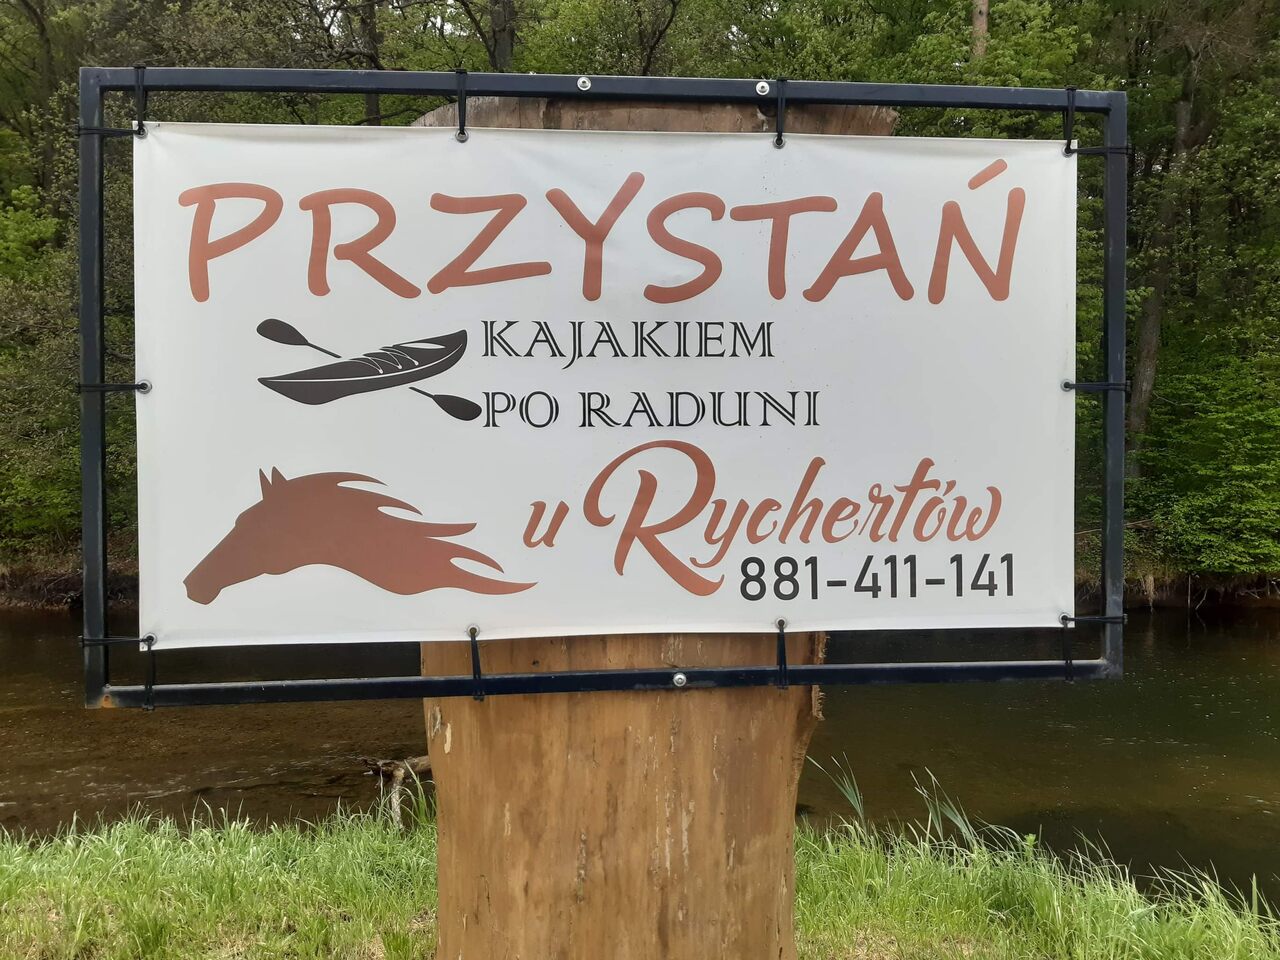 PRZYSTAŃ
KAJAKIEM
PO RADUNI
u Rychertów
881-411-141